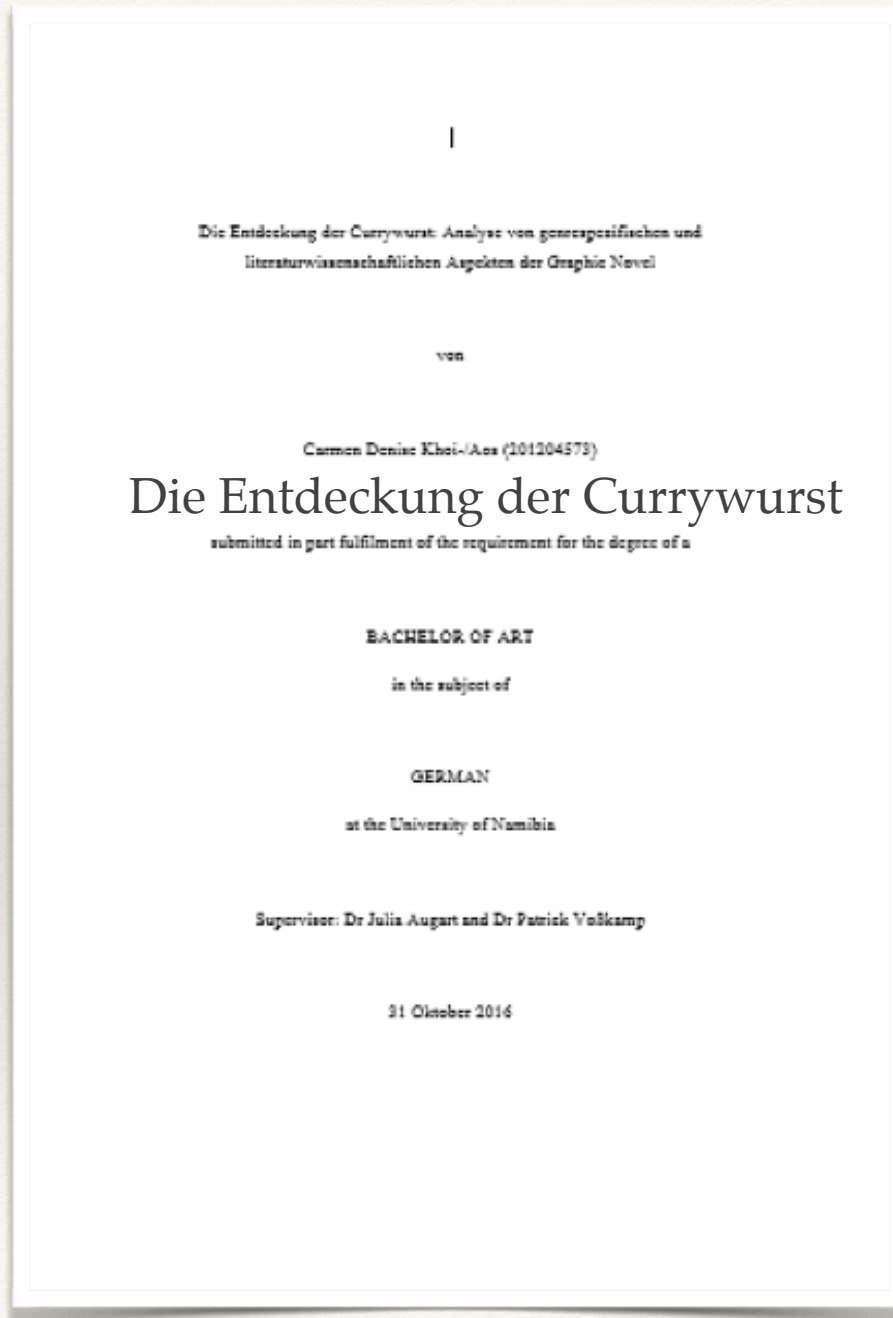 Die Entdeckung der Currywurst: Analyse von genrespezifischen und
literaturwissenschaftlichen Aspekten der Graphic Novel
von
Carmen Denise Khoi-/Aos (201204573)
Die Entdeckung der Currywurst
submitted in part fulfilment of the requirement for the degree of a
BACHELOR OF ART
in the subject of
GERMAN
at the University of Namibia
Supervisor: Dr Julia Augart and Dr Patrick Voßkamp
31 Oktober 2016